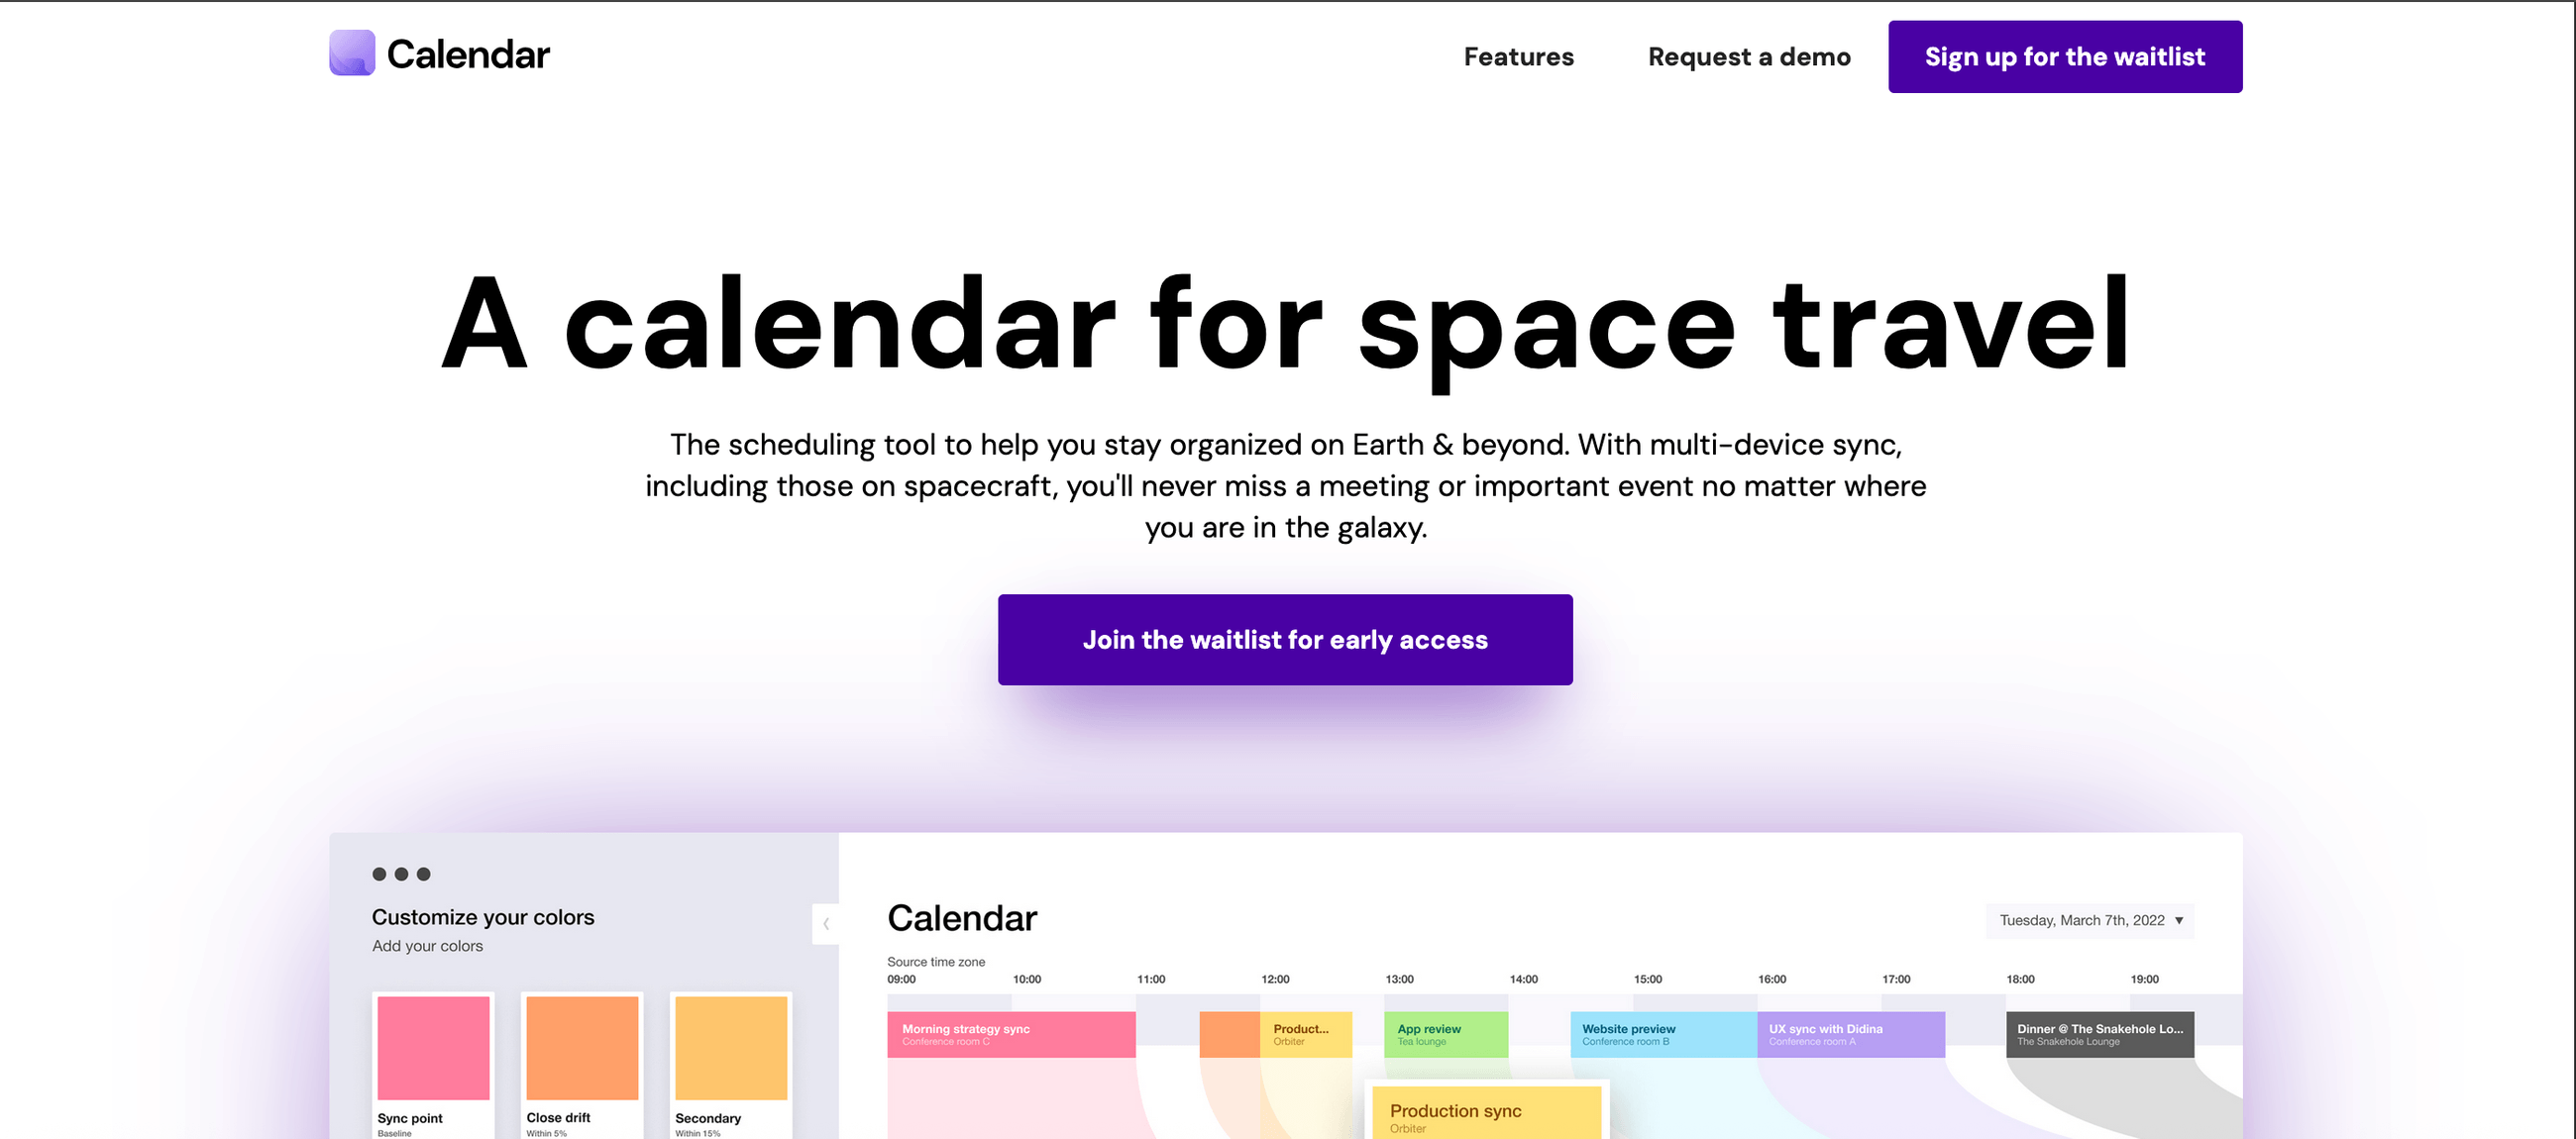 Calendar
Features
Request a demo
Sign up for the waitlist
A calendar for space travel
The scheduling tool to help you stay organized on Earth & beyond. With multi-device sync,
including those on spacecraft, you'll never miss a meeting or important event no matter where
you are in the galaxy.
Join the waitlist for early access
Customize your colors
Add your colors
Sync point
Baseline
Close drift
Within 5%
Secondary
Within 15%
Calendar
Tuesday, March 7th, 2022
Source time zone
09:00 10:00 11:00 12:00 13:00 14:00 15:00 16:00 17:00 18:00 19:00
Morning strategy sync
Conference room C
Product...
Orbiter
App review
Tea lounge
Website preview
Conference room B
UX sync with Didina
Conference room A
Dinner @ The Snakehole Lo...
The Snakehole Lounge
Production sync
Orbiter